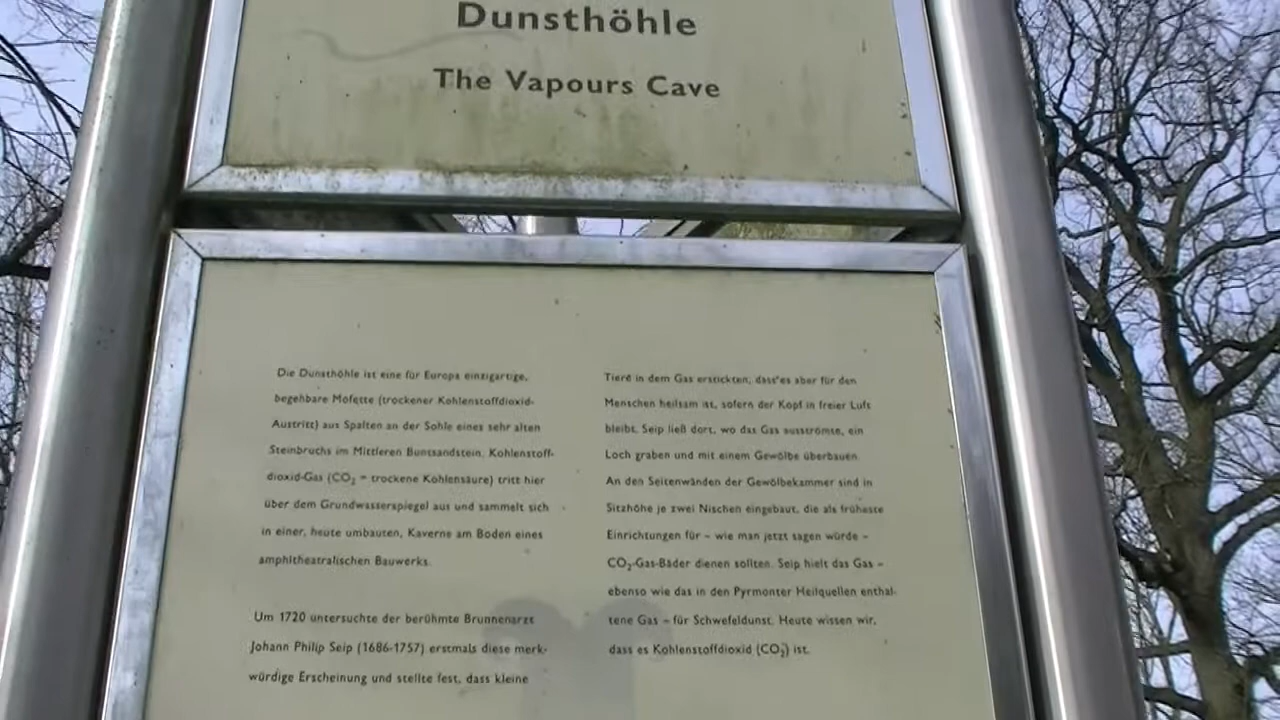 Dunsthöhle
The Vapours Cave
Die Dunsthöhle ist eine für Europa einzigartige,
begehbare Mofette (trockener Kohlenstoffdioxid-
Austritt) aus Spalten an der Sohle eines sehr alten
Steinbruchs im Mittleren Buntsandstein. Kohlenstoff-
dioxid-Gas (CO₂ = trockene Kohlensäure) tritt hier
über dem Grundwasserspiegel aus und sammelt sich
in einer, heute umbauten, Kaverne am Boden eines
amphitheatralischen Bauwerks.
Um 1720 untersuchte der berühmte Brunnenarzt
Johann Philip Seip (1686-1757) erstmals diese merk-
würdige Erscheinung und stellte fest, dass kleine
Tiere in dem Gas erstickten, dass es aber für den
Menschen heilsam ist, sofern der Kopf in freier Luft
bleibt. Seip ließ dort, wo das Gas ausströmte, ein
Loch graben und mit einem Gewölbe überbauen.
An den Seitenwänden der Gewölbekammer sind in
Sitzhöhe je zwei Nischen eingebaut, die als früheste
Einrichtungen für – wie man jetzt sagen würde –
CO₂-Gas-Bäder dienen sollten. Seip hielt das Gas –
ebenso wie das in den Pyrmonter Heilquellen enthal-
tene Gas – für Schwefeldunst. Heute wissen wir,
dass es Kohlenstoffdioxid (CO₂) ist.